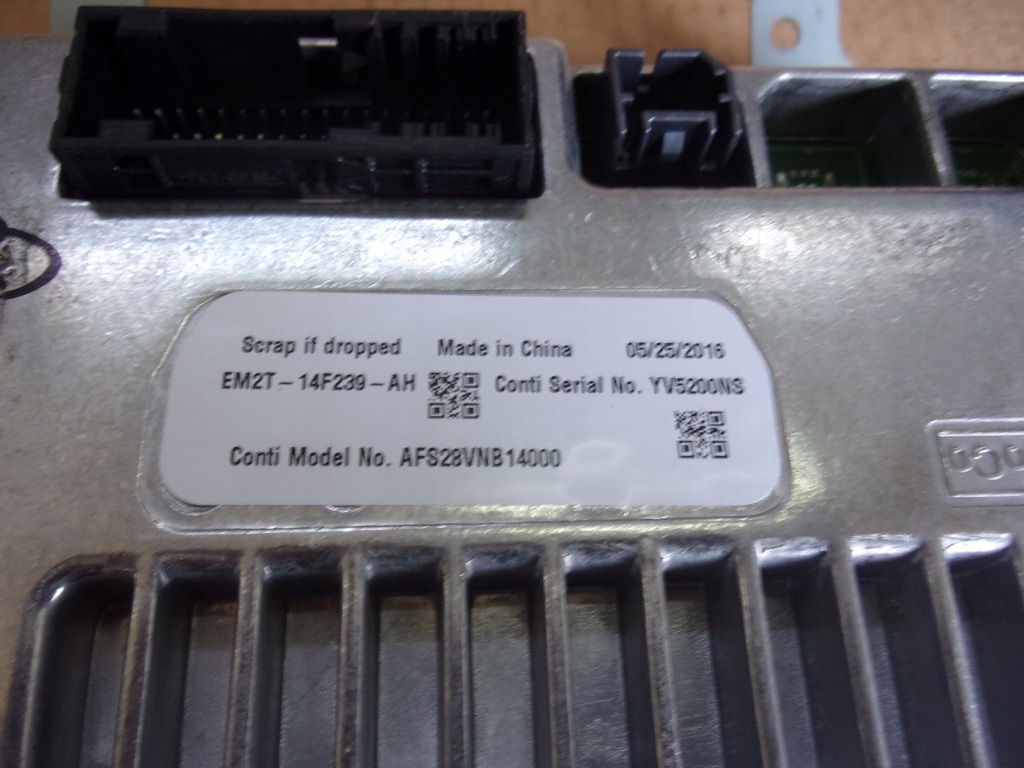 Scrap if dropped Made in China 05/25/2016
EM2T-14F239-AH Conti Serial No. YV5200NS
Conti Model No. AFS28VNB14000